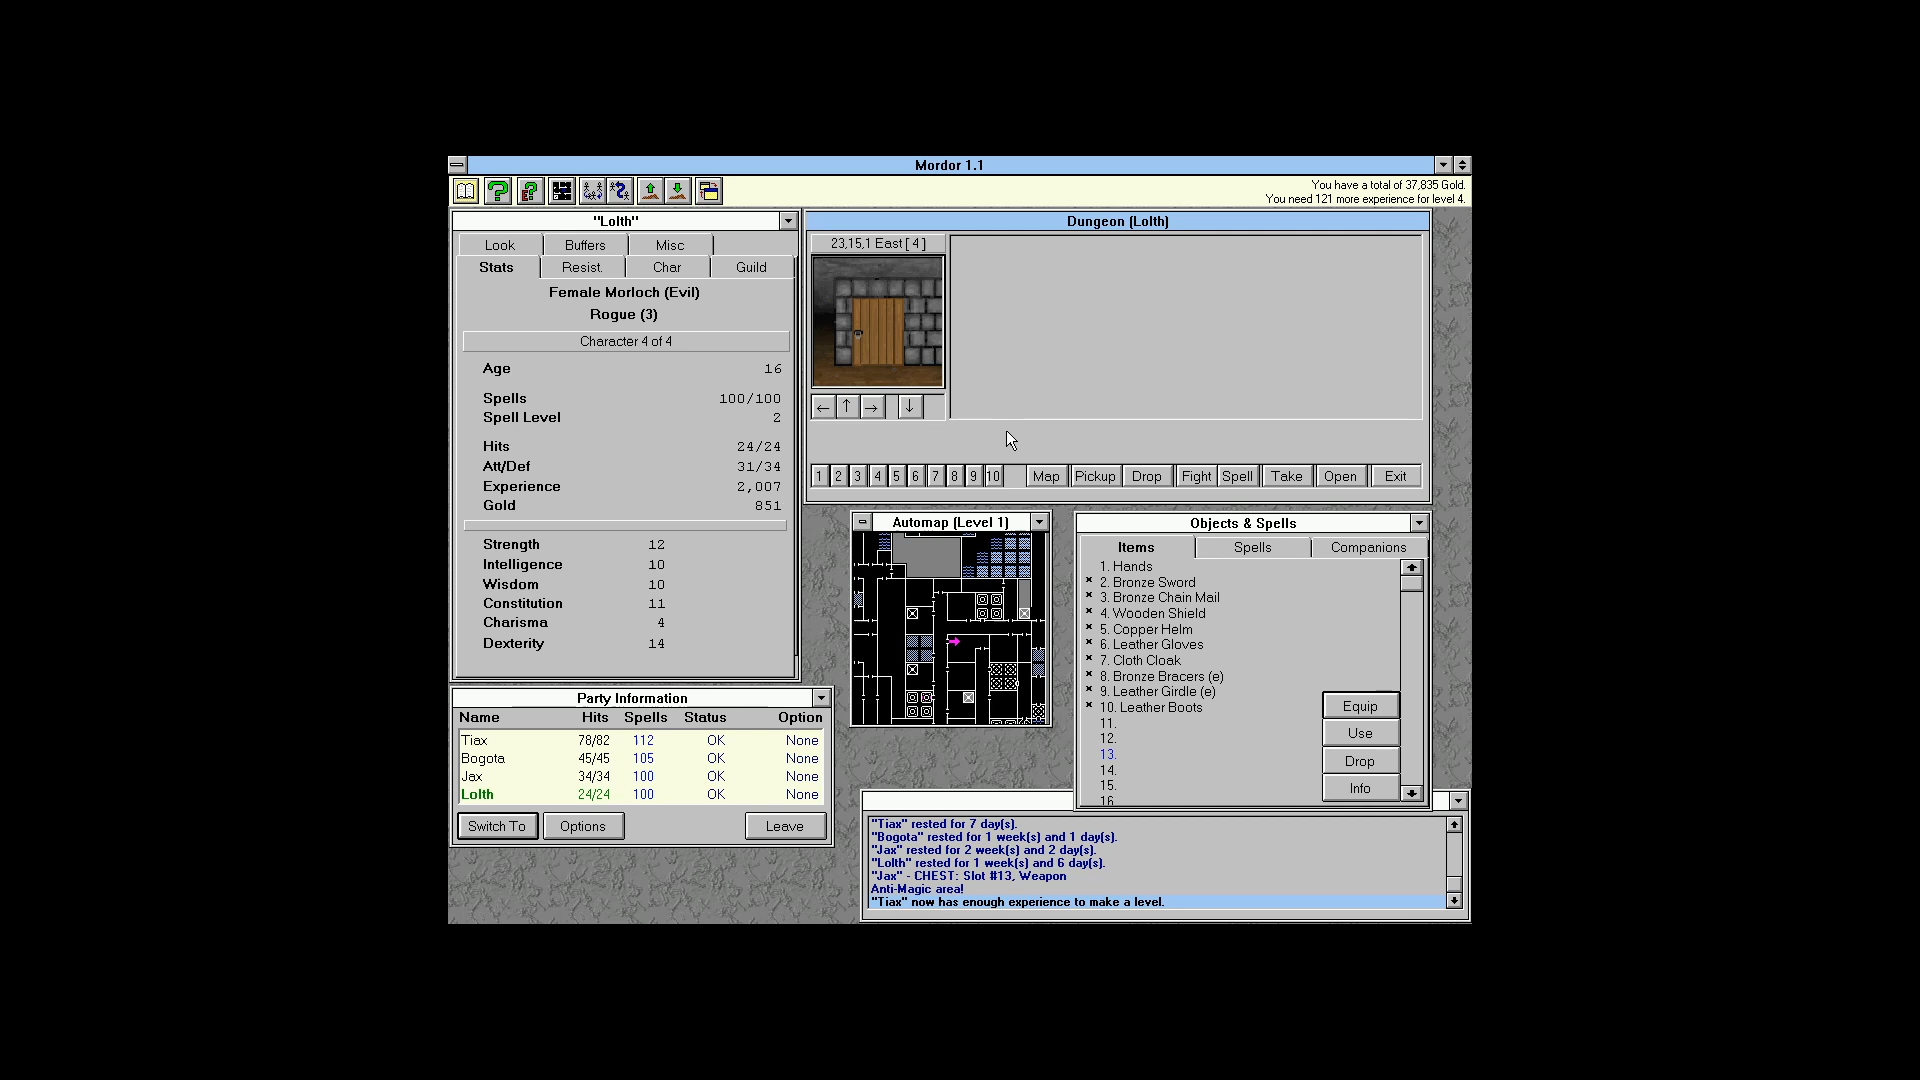 Mordor 1.1
You have a total of 37,835 Gold.
You need 121 more experience for level 4.
"Lolth"
Look Buffers Misc
Stats Resist. Char Guild
Female Morloch (Evil)
Rogue (3)
Character 4 of 4
Age 16
Spells 100/100
Spell Level 2
Hits 24/24
Att/Def 31/34
Experience 2,007
Gold 851
Strength 12
Intelligence 10
Wisdom 10
Constitution 11
Charisma 4
Dexterity 14
Dungeon (Lolth)
23,15,1 East [ 4 ]
1 2 3 4 5 6 7 8 9 10 Map Pickup Drop Fight Spell Take Open Exit
Automap (Level 1)
Objects & Spells
Items Spells Companions
1. Hands
2. Bronze Sword
3. Bronze Chain Mail
4. Wooden Shield
5. Copper Helm
6. Leather Gloves
7. Cloth Cloak
8. Bronze Bracers (e)
9. Leather Girdle (e)
10. Leather Boots
11.
12.
13.
14.
15.
16
Equip
Use
Drop
Info
Party Information
Name Hits Spells Status Option
Tiax 78/82 112 OK None
Bogota 45/45 105 OK None
Jax 34/34 100 OK None
Lolth 24/24 100 OK None
Switch To Options Leave
"Tiax" rested for 7 day(s).
"Bogota" rested for 1 week(s) and 1 day(s).
"Jax" rested for 2 week(s) and 2 day(s).
"Lolth" rested for 1 week(s) and 6 day(s).
"Jax" - CHEST: Slot #13, Weapon
Anti-Magic area!
"Tiax" now has enough experience to make a level.